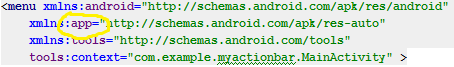 <menu xmlns:android="http://schemas.android.com/apk/res/android"
xmlns:app="http://schemas.android.com/apk/res-auto"
xmlns:tools="http://schemas.android.com/tools"
tools:context="com.example.myactionbar.MainActivity" >